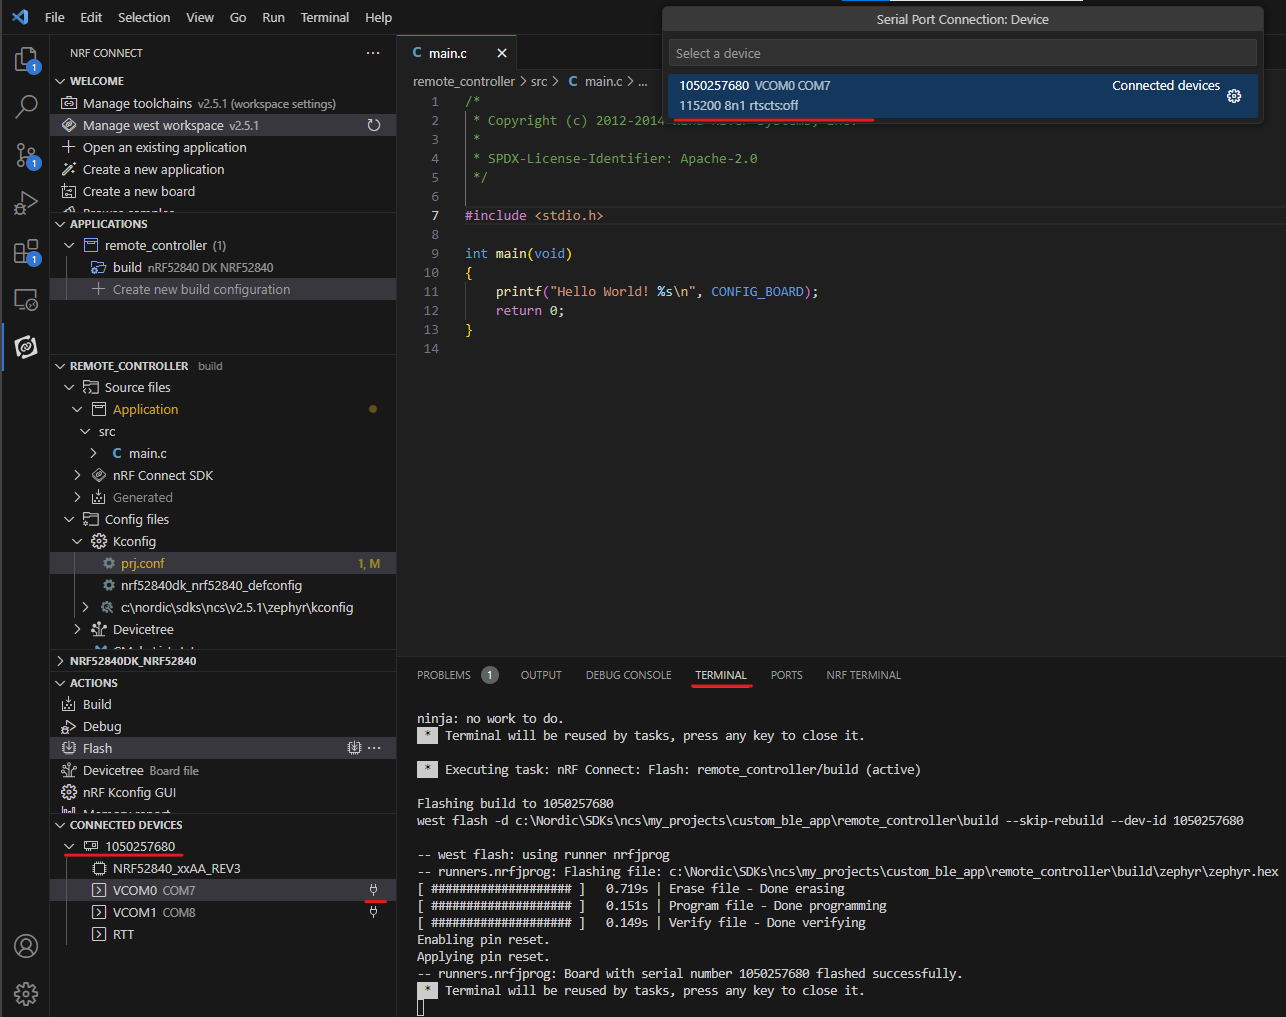 File Edit Selection View Go Run Terminal Help
Serial Port Connection: Device
Select a device
1050257680 VCOM0 COM7 Connected devices
115200 8n1 rtscts:off
NRF CONNECT
WELCOME
Manage toolchains v2.5.1 (workspace settings)
Manage west workspace v2.5.1
Open an existing application
Create a new application
Create a new board
APPLICATIONS
remote_controller (1)
build nRF52840 DK NRF52840
Create new build configuration
REMOTE_CONTROLLER build
Source files
Application
src
C main.c
nRF Connect SDK
Generated
Config files
Kconfig
prj.conf 1, M
nrf52840dk_nrf52840_defconfig
c:\nordic\sdks\ncs\v2.5.1\zephyr\kconfig
Devicetree
NRF52840DK_NRF52840
ACTIONS
Build
Debug
Flash
Devicetree Board file
nRF Kconfig GUI
CONNECTED DEVICES
1050257680
NRF52840_xxAA_REV3
VCOM0 COM7
VCOM1 COM8
RTT
1
1
1
C main.c
remote_controller > src > C main.c > ...
1 /*
2 * Copyright (c) 2012-2014
3 *
4 * SPDX-License-Identifier: Apache-2.0
5 */
6
7 #include <stdio.h>
8
9 int main(void)
10 {
11 printf("Hello World! %s\n", CONFIG_BOARD);
12 return 0;
13 }
14
PROBLEMS 1 OUTPUT DEBUG CONSOLE TERMINAL PORTS NRF TERMINAL
ninja: no work to do.
* Terminal will be reused by tasks, press any key to close it.
* Executing task: nRF Connect: Flash: remote_controller/build (active)
Flashing build to 1050257680
west flash -d c:\Nordic\SDKs\ncs\my_projects\custom_ble_app\remote_controller\build --skip-rebuild --dev-id 1050257680
-- west flash: using runner nrfjprog
-- runners.nrfjprog: Flashing file: c:\Nordic\SDKs\ncs\my_projects\custom_ble_app\remote_controller\build\zephyr\zephyr.hex
[ #################### ] 0.719s | Erase file - Done erasing
[ #################### ] 0.151s | Program file - Done programming
[ #################### ] 0.149s | Verify file - Done verifying
Enabling pin reset.
Applying pin reset.
-- runners.nrfjprog: Board with serial number 1050257680 flashed successfully.
* Terminal will be reused by tasks, press any key to close it.